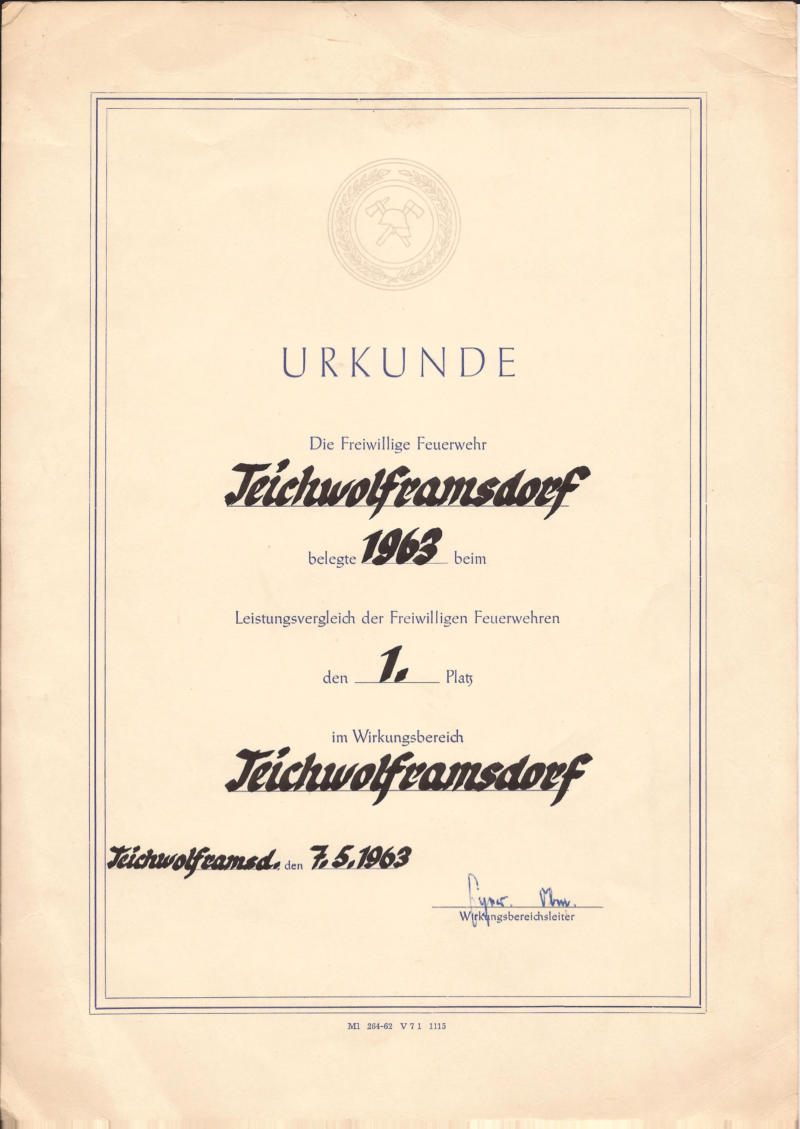 URKUNDE
Die Freiwillige Feuerwehr
Teichwolframsdorf
belegte 1963 beim
Leistungsvergleich der Freiwilligen Feuerwehren
den 1. Platz
im Wirkungsbereich
Teichwolframsdorf
Teichwolframsd. den 7.5.1963
Wirkungsbereichsleiter
M1 264-62 V 7 1 1115